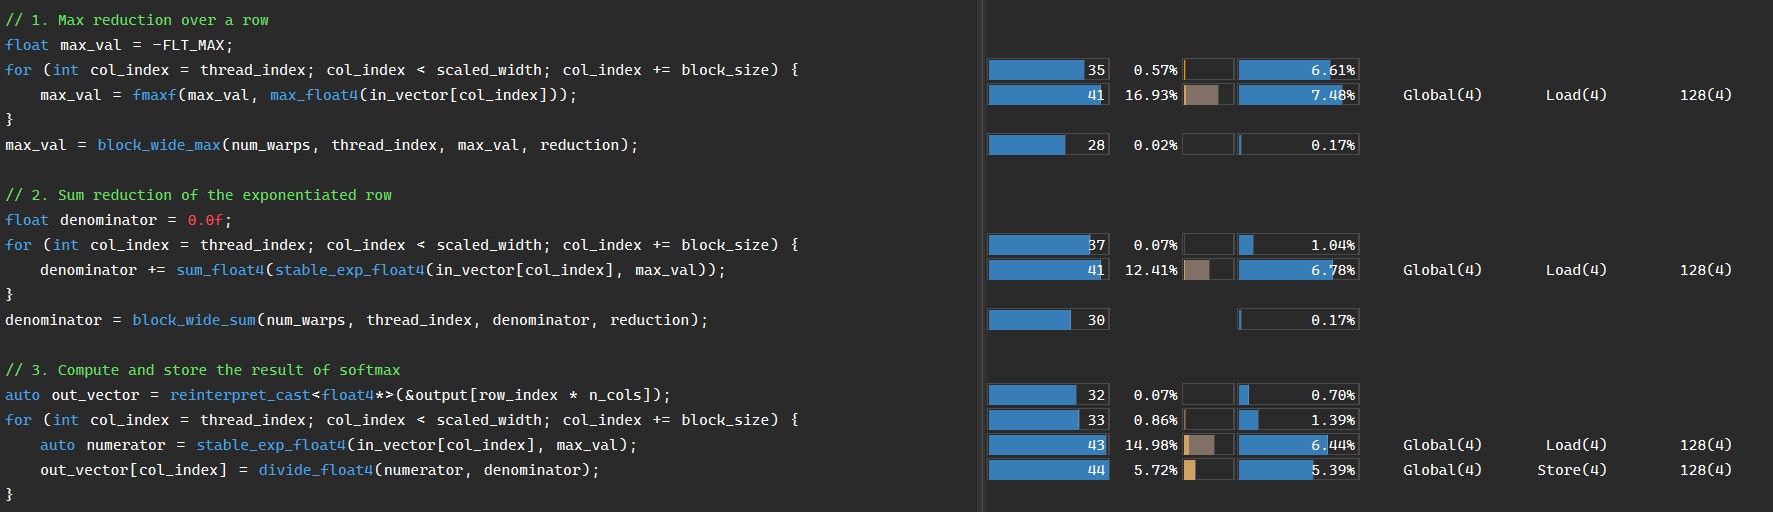 // 1. Max reduction over a row
float max_val = -FLT_MAX;
for (int col_index = thread_index; col_index < scaled_width; col_index += block_size) { 35 0.57% 6.61%
max_val = fmaxf(max_val, max_float4(in_vector[col_index])); 41 16.93% 7.48% Global(4) Load(4) 128(4)
}
max_val = block_wide_max(num_warps, thread_index, max_val, reduction); 28 0.02% 0.17%
// 2. Sum reduction of the exponentiated row
float denominator = 0.0f;
for (int col_index = thread_index; col_index < scaled_width; col_index += block_size) { 37 0.07% 1.04%
denominator += sum_float4(stable_exp_float4(in_vector[col_index], max_val)); 41 12.41% 6.78% Global(4) Load(4) 128(4)
}
denominator = block_wide_sum(num_warps, thread_index, denominator, reduction); 30 0.17%
// 3. Compute and store the result of softmax
auto out_vector = reinterpret_cast<float4*>(&output[row_index * n_cols]); 32 0.07% 0.70%
for (int col_index = thread_index; col_index < scaled_width; col_index += block_size) { 33 0.86% 1.39%
auto numerator = stable_exp_float4(in_vector[col_index], max_val); 43 14.98% 6.44% Global(4) Load(4) 128(4)
out_vector[col_index] = divide_float4(numerator, denominator); 44 5.72% 5.39% Global(4) Store(4) 128(4)
}